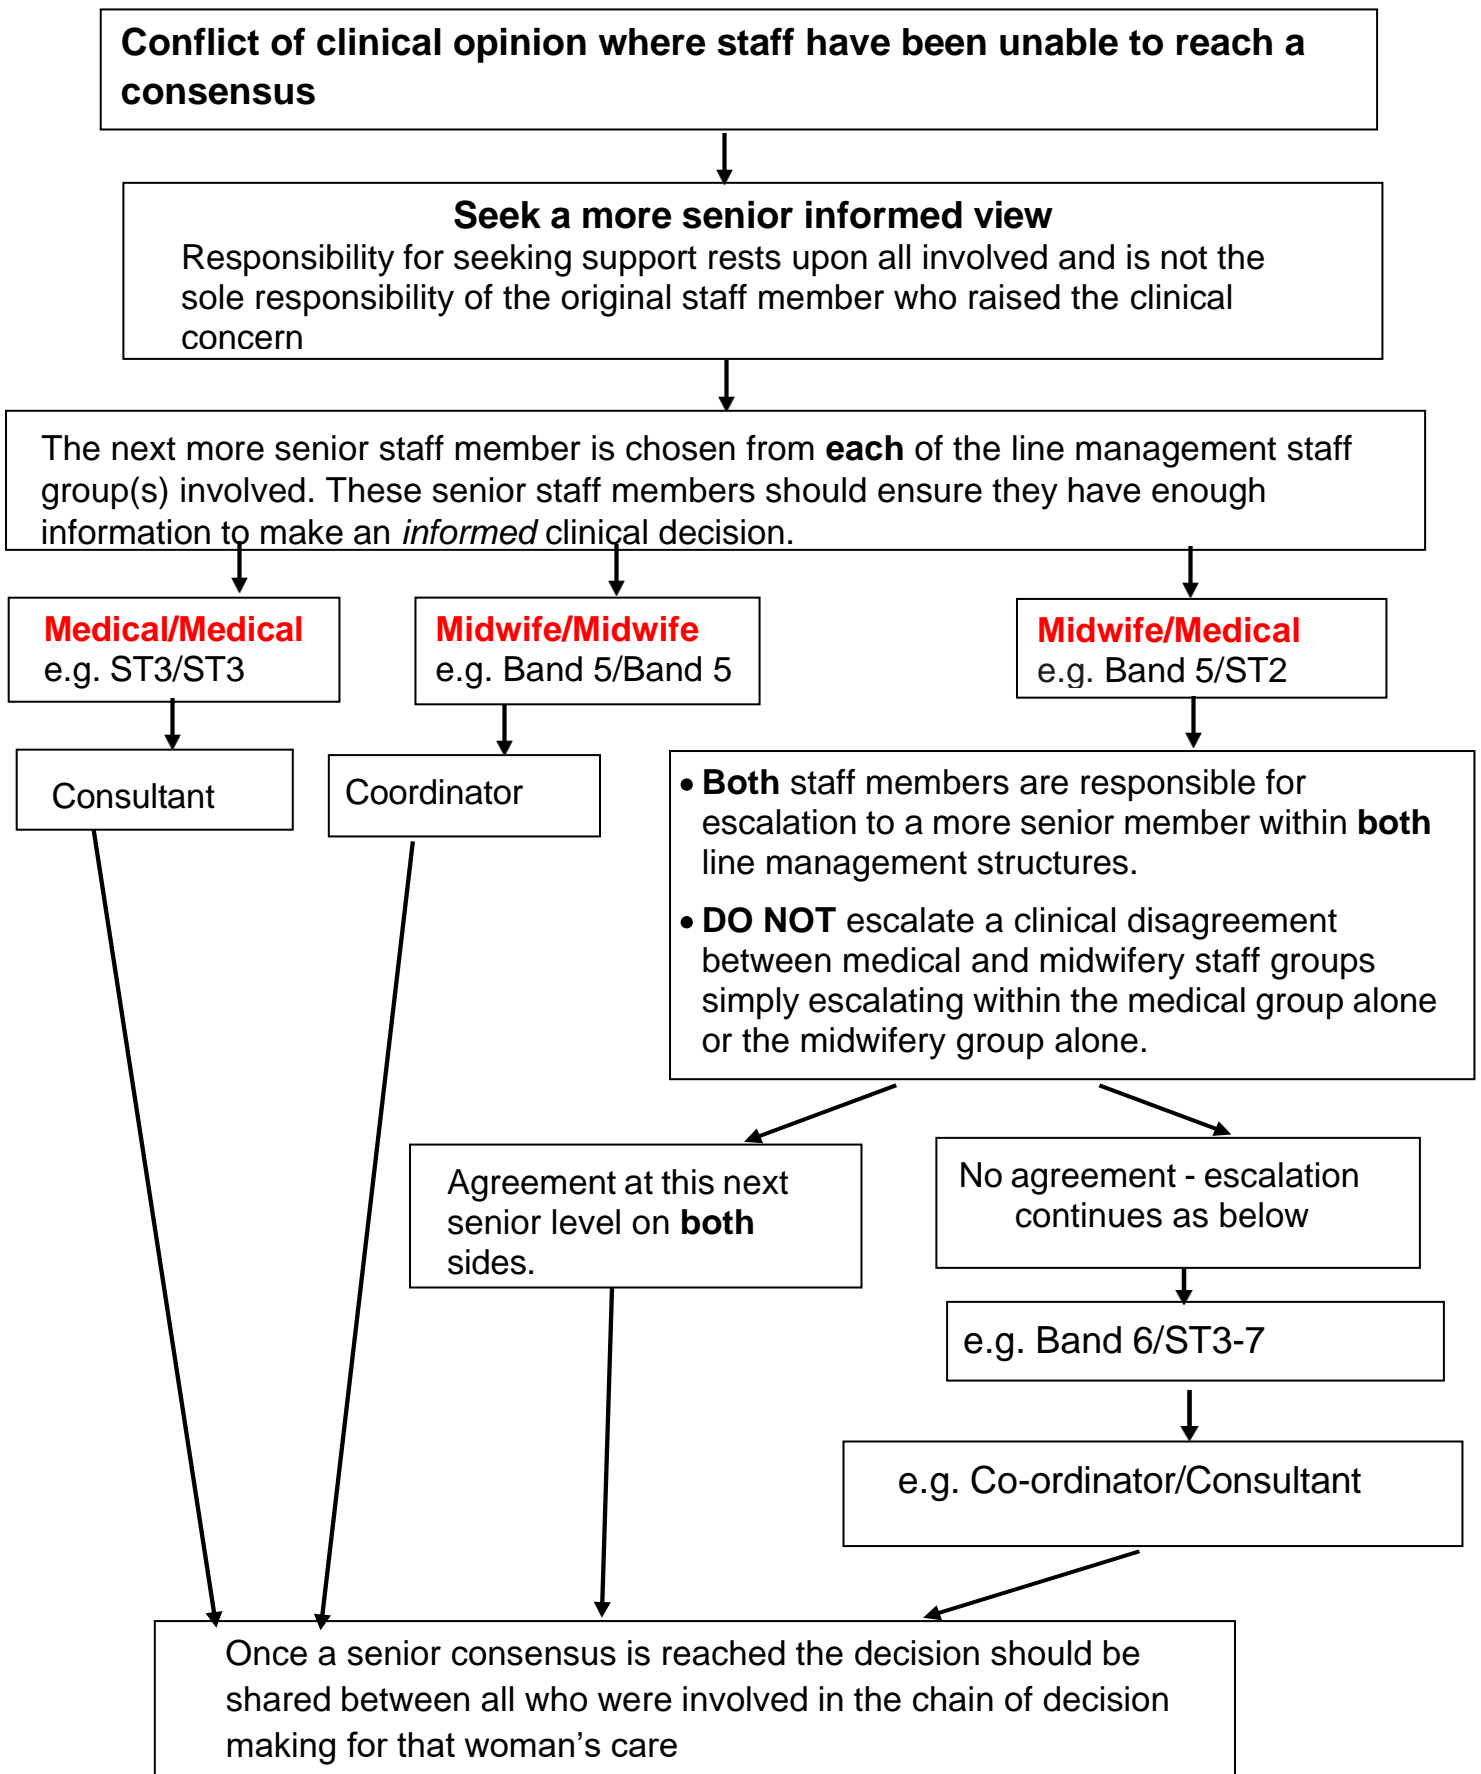 Conflict of clinical opinion where staff have been unable to reach a
consensus
Seek a more senior informed view
Responsibility for seeking support rests upon all involved and is not the
sole responsibility of the original staff member who raised the clinical
concern
The next more senior staff member is chosen from each of the line management staff
group(s) involved. These senior staff members should ensure they have enough
information to make an informed clinical decision.
Medical/Medical
e.g. ST3/ST3
Midwife/Midwife
e.g. Band 5/Band 5
Midwife/Medical
e.g. Band 5/ST2
Consultant
Coordinator
• Both staff members are responsible for
escalation to a more senior member within both
line management structures.
• DO NOT escalate a clinical disagreement
between medical and midwifery staff groups
simply escalating within the medical group alone
or the midwifery group alone.
Agreement at this next
senior level on both
sides.
No agreement - escalation
continues as below
e.g. Band 6/ST3-7
e.g. Co-ordinator/Consultant
Once a senior consensus is reached the decision should be
shared between all who were involved in the chain of decision
making for that woman’s care